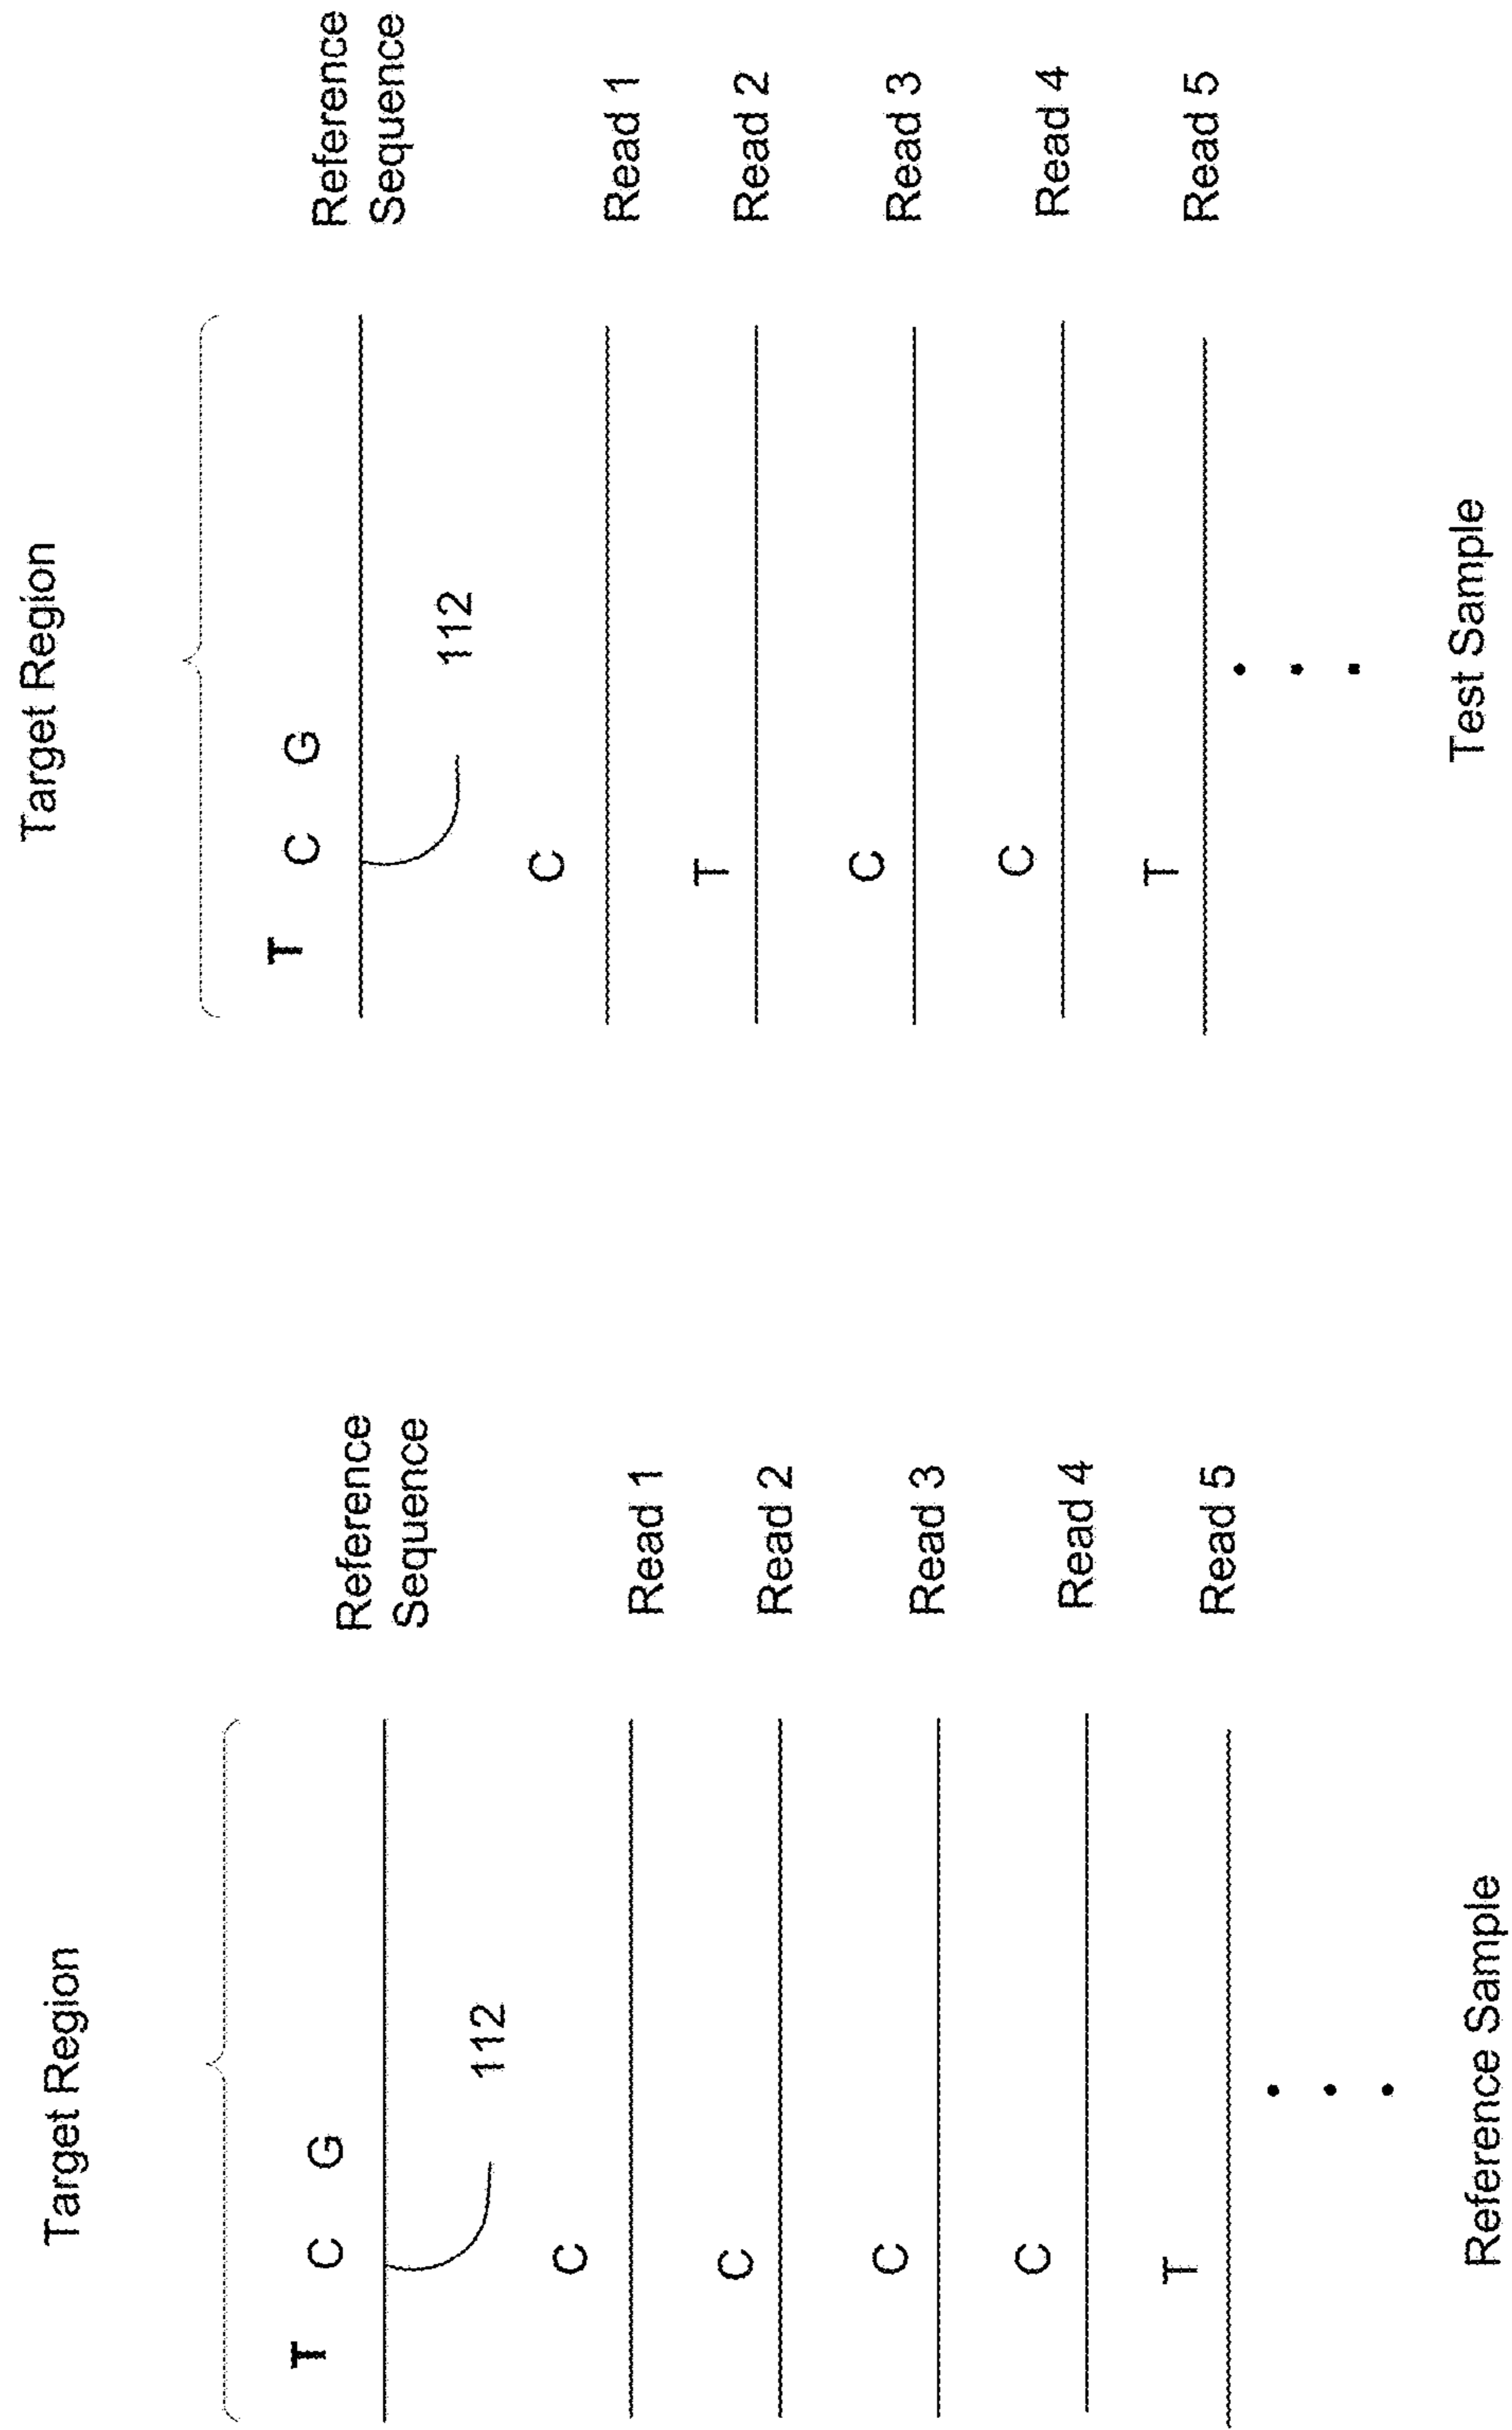 Target Region
T C G
Reference
Sequence
112
C
Read 1
C
Read 2
C
Read 3
C
Read 4
T
Read 5
Reference Sample
Target Region
T C G
Reference
Sequence
112
C
Read 1
T
Read 2
C
Read 3
C
Read 4
T
Read 5
Test Sample